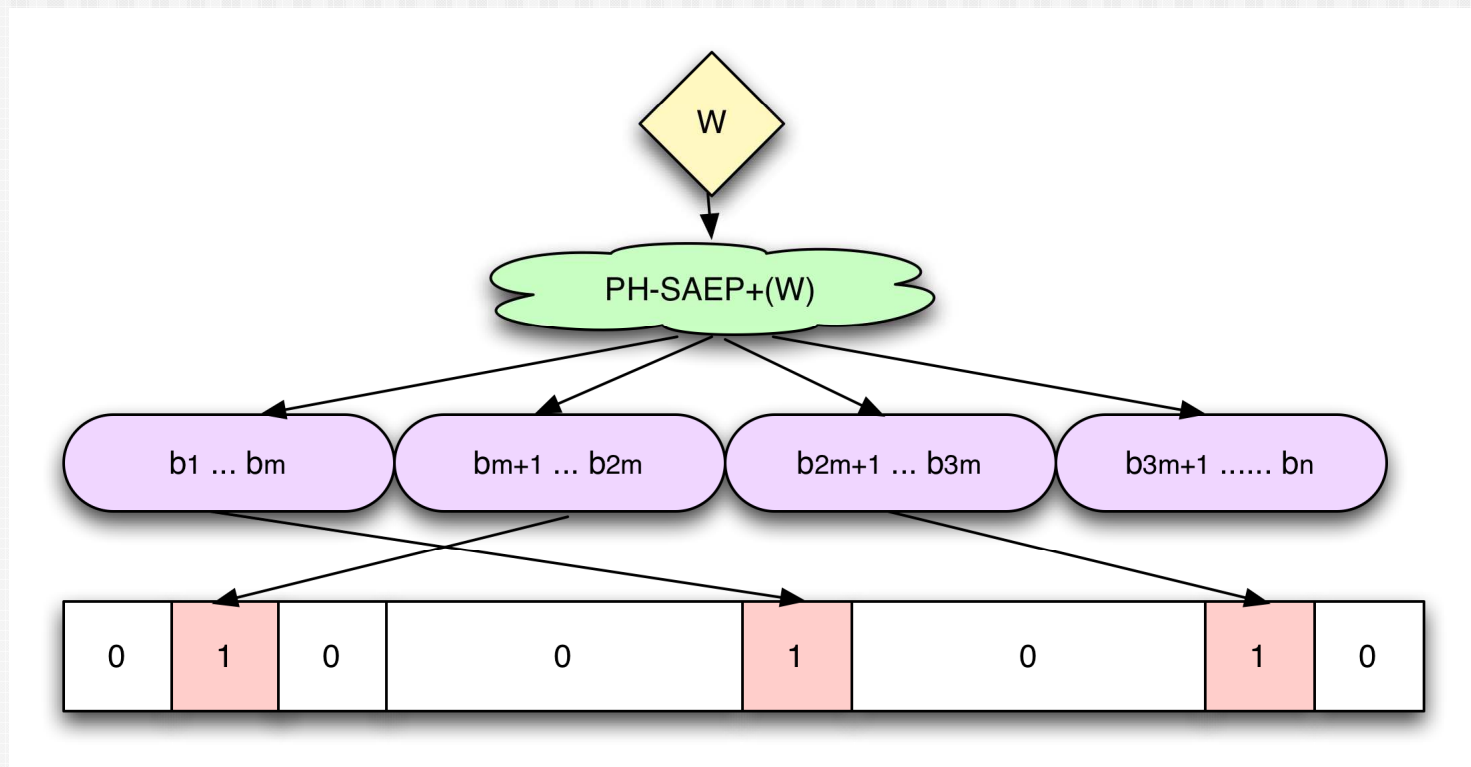 W
PH-SAEP+(W)
b1 ... bm bm+1 ... b2m b2m+1 ... b3m b3m+1 ...... bn
0 1 0 0 1 0 1 0